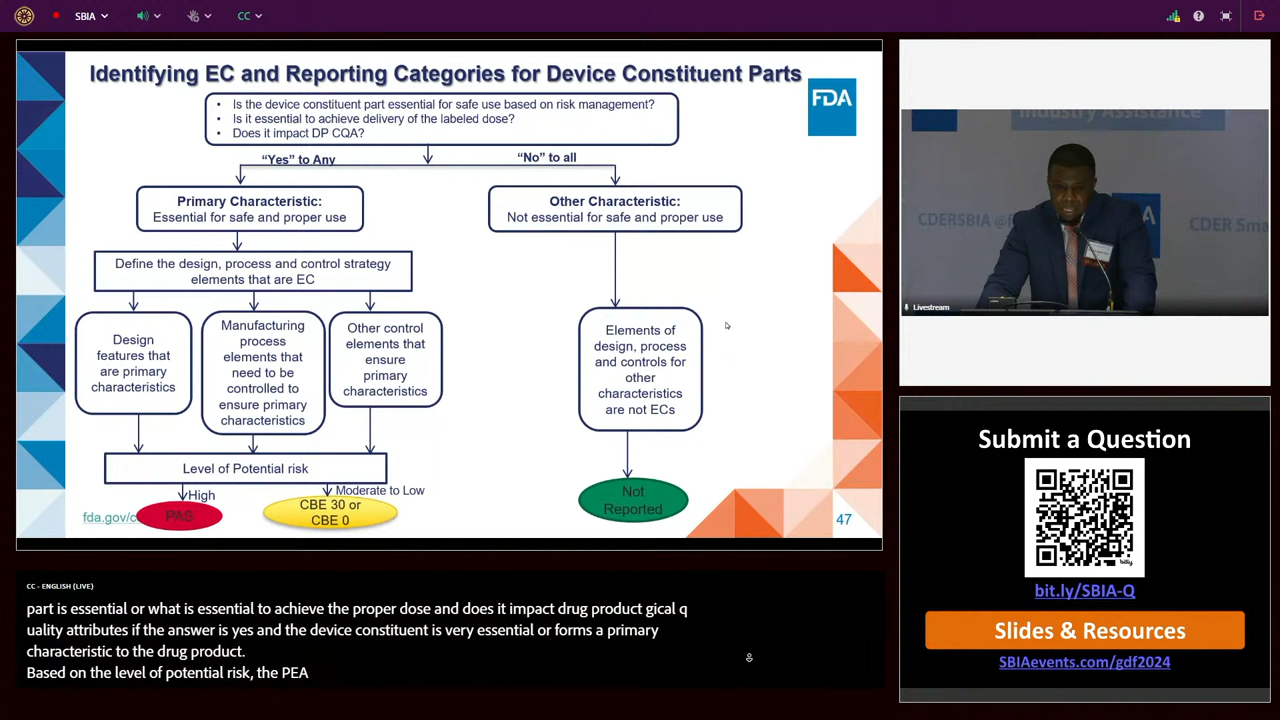 SBIA
CC
Identifying EC and Reporting Categories for Device Constituent Parts
FDA
• Is the device constituent part essential for safe use based on risk management?
• Is it essential to achieve delivery of the labeled dose?
• Does it impact DP CQA?
“Yes” to Any
“No” to all
Primary Characteristic:
Essential for safe and proper use
Other Characteristic:
Not essential for safe and proper use
Define the design, process and control strategy
elements that are EC
Design
features that
are primary
characteristics
Manufacturing
process
elements that
need to be
controlled to
ensure primary
characteristics
Other control
elements that
ensure
primary
characteristics
Elements of
design, process
and controls for
other
characteristics
are not ECs
Level of Potential risk
High
Moderate to Low
PAS
CBE 30 or
CBE 0
Not
Reported
fda.gov/c
47
Industry Assistance
CDERSBIA @f
CDER Sma
Livestream
Submit a Question
bitly
bit.ly/SBIA-Q
Slides & Resources
SBIAevents.com/gdf2024
CC - ENGLISH (LIVE)
part is essential or what is essential to achieve the proper dose and does it impact drug product gical q
uality attributes if the answer is yes and the device constituent is very essential or forms a primary
characteristic to the drug product.
Based on the level of potential risk, the PEA